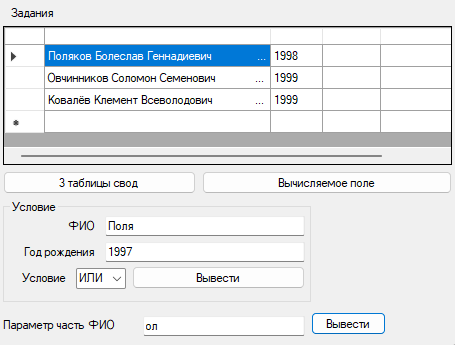 Задания
Поляков Болеслав Геннадиевич ... 1998
Овчинников Соломон Семенович ... 1999
Ковалёв Клемент Всеволодович ... 1999
3 таблицы свод Вычисляемое поле
Условие
ФИО Поля
Год рождения 1997
Условие ИЛИ Вывести
Параметр часть ФИО ол Вывести